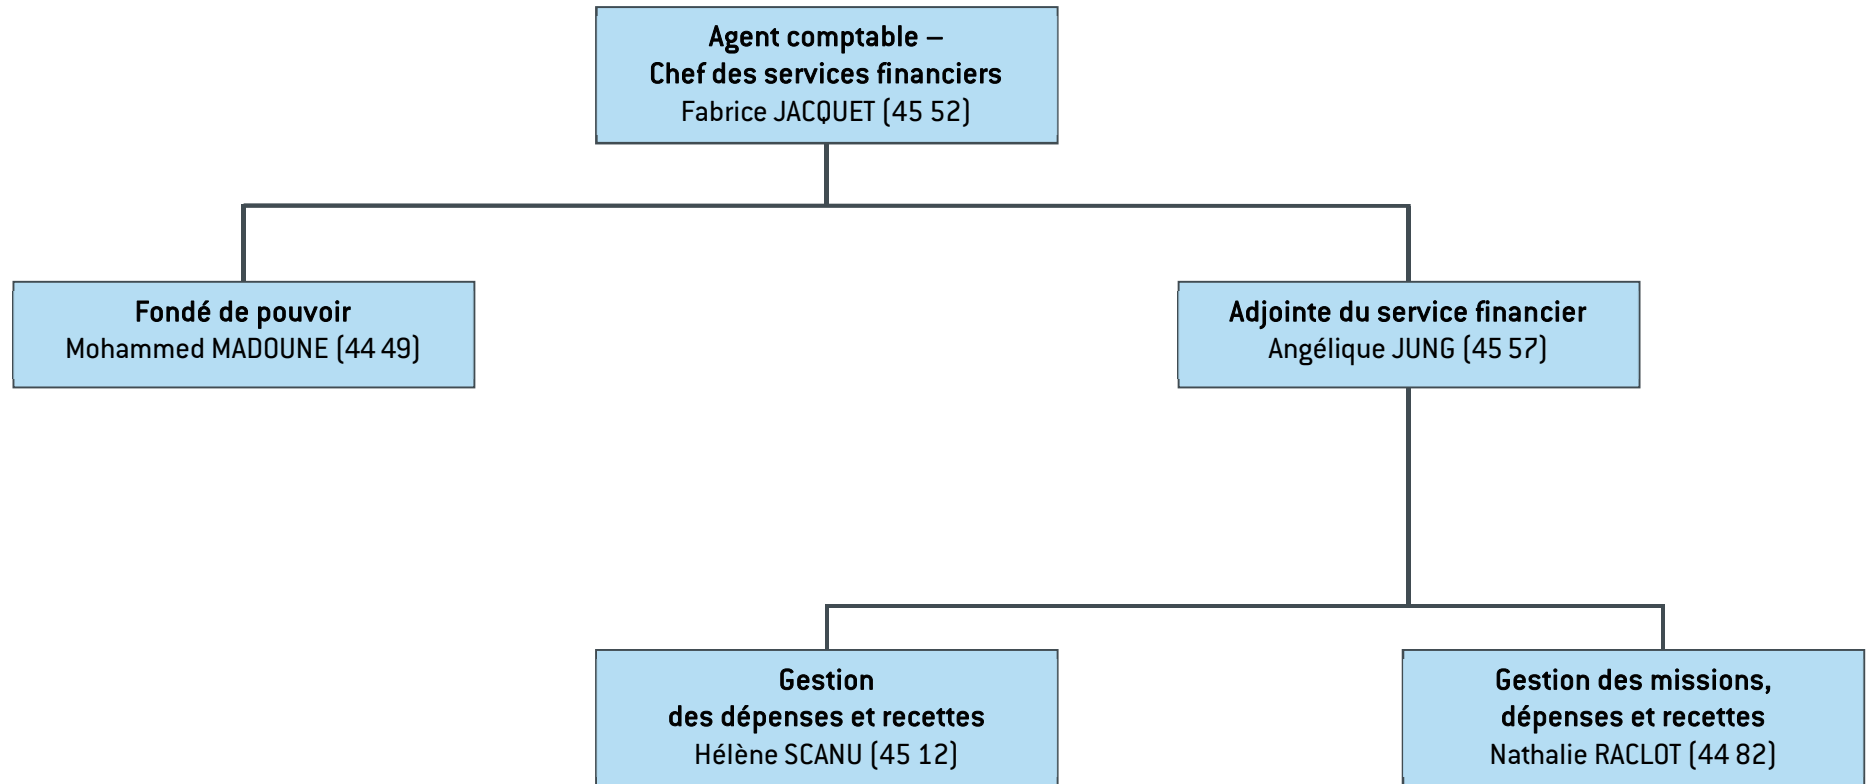 Agent comptable –
Chef des services financiers
Fabrice JACQUET (45 52)
Fondé de pouvoir
Mohammed MADOUNE (44 49)
Adjointe du service financier
Angélique JUNG (45 57)
Gestion
des dépenses et recettes
Hélène SCANU (45 12)
Gestion des missions,
dépenses et recettes
Nathalie RACLOT (44 82)